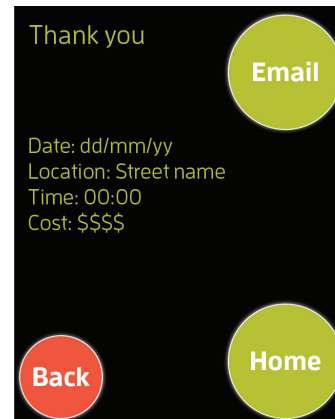 Thank you
Email
Date: dd/mm/yy
Location: Street name
Time: 00:00
Cost: $$$$
Home
Back